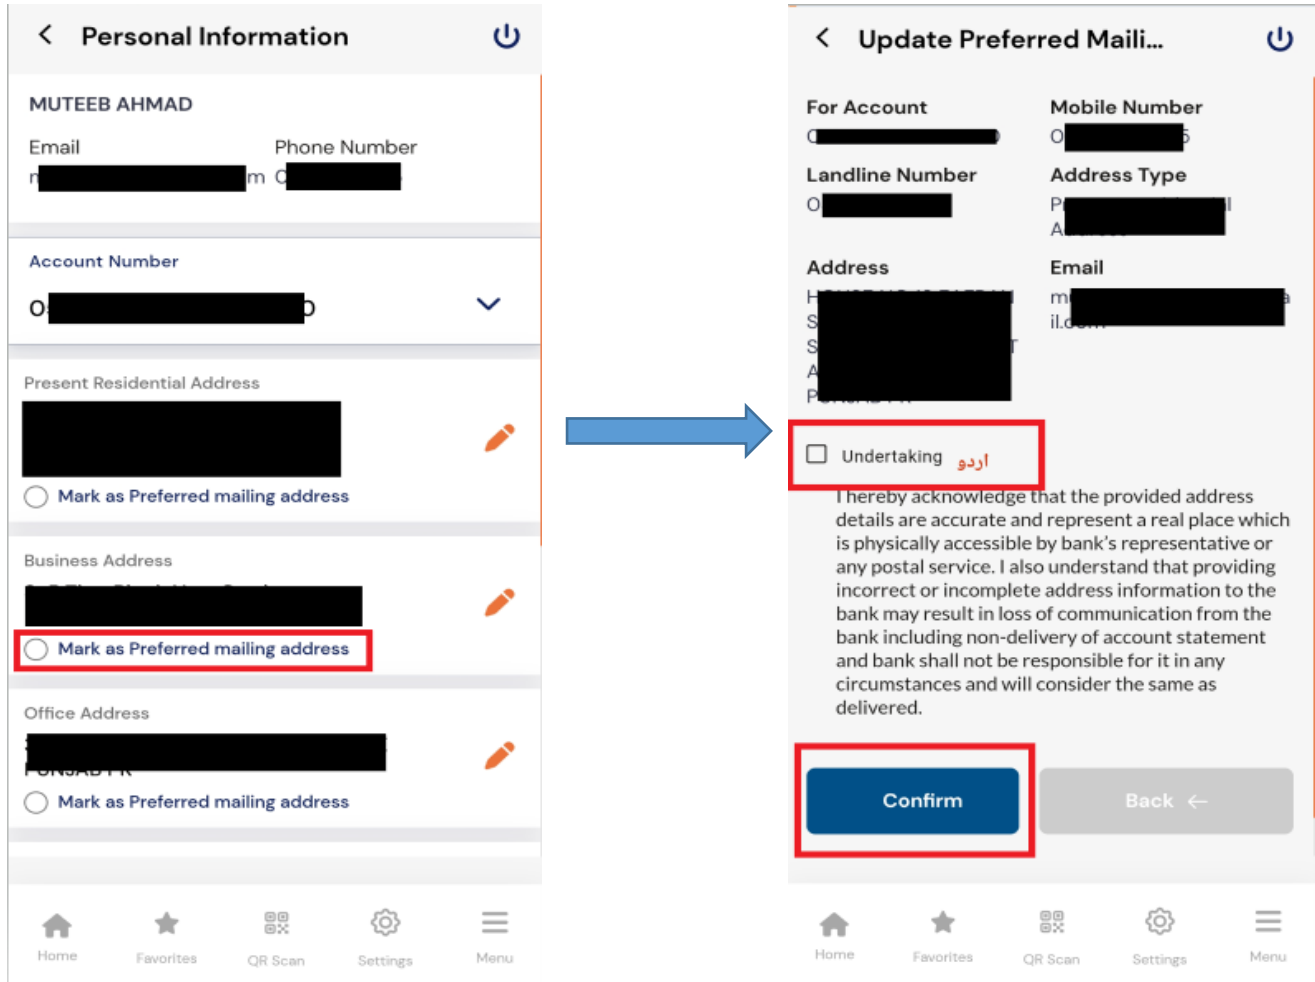 Personal Information
MUTEEB AHMAD
Email
Phone Number
m
Account Number
Present Residential Address
Mark as Preferred mailing address
Business Address
Mark as Preferred mailing address
Office Address
Mark as Preferred mailing address
Home
Favorites
QR Scan
Settings
Menu
Update Preferred Maili...
For Account
Mobile Number
Landline Number
Address Type
Address
Email
Undertaking اردو
I hereby acknowledge that the provided address
details are accurate and represent a real place which
is physically accessible by bank's representative or
any postal service. I also understand that providing
incorrect or incomplete address information to the
bank may result in loss of communication from the
bank including non-delivery of account statement
and bank shall not be responsible for it in any
circumstances and will consider the same as
delivered.
Confirm
Back ←
Home
Favorites
QR Scan
Settings
Menu